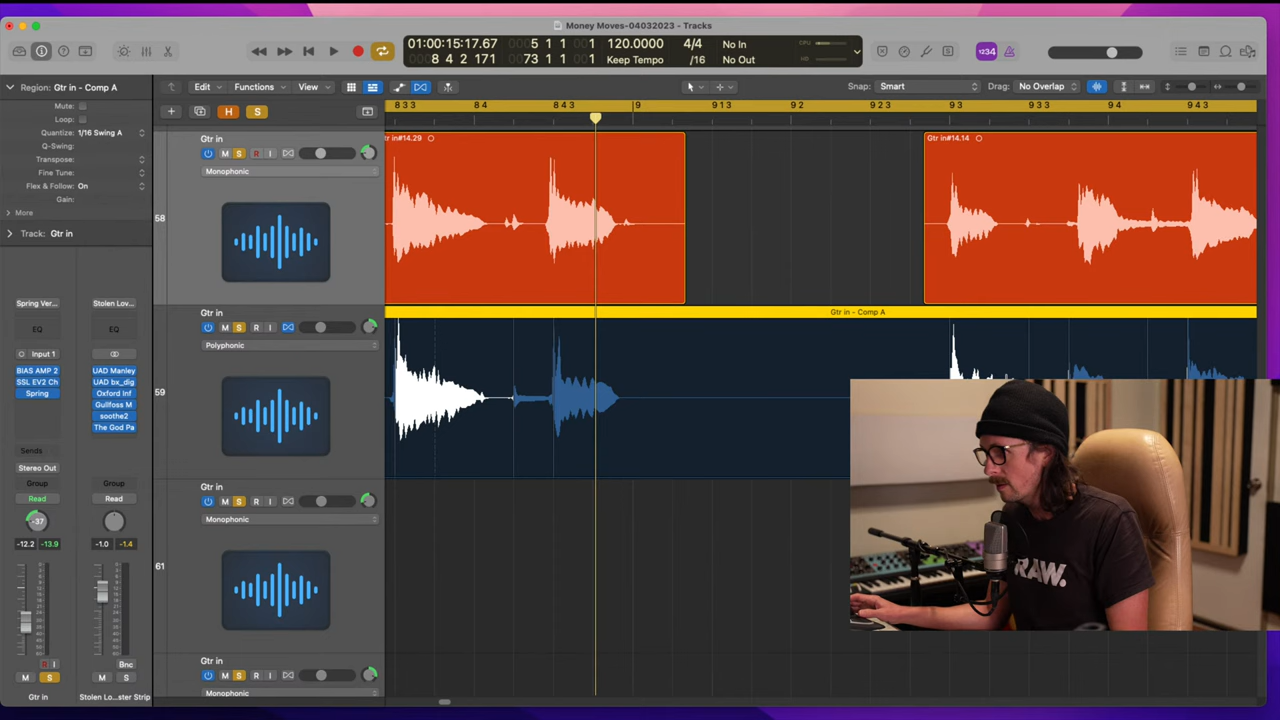 Money Moves-04032023 - Tracks
01:00:15:17.67
8 4 2 171
0005 1 1 001
0073 1 1 001
120.0000
Keep Tempo
4/4
/16
No In
No Out
CPU
HD
1234
Region: Gtr in - Comp A
Edit
Functions
View
Snap: Smart
Drag: No Overlap
Mute:
Loop:
Quantize: 1/16 Swing A
Q-Swing:
Transpose:
Fine Tune:
Flex & Follow: On
Gain:
More
Track: Gtr in
H
S
8 3 3
8 4
8 4 3
9
9 1 3
9 2
9 2 3
9 3
9 3 3
9 4
9 4 3
58
Gtr in
M S R I
Monophonic
tr in#14.29
Gtr in#14.14
59
Gtr in
M S R I
Polyphonic
Gtr in - Comp A
61
Gtr in
M S R I
Monophonic
Gtr in
M S R I
Monophonic
Spring Ver...
EQ
Input 1
BIAS AMP 2
SSL EV2 Ch
Spring
Sends
Stereo Out
Group
Read
-37
-12.2 -13.9
R I
M S
Gtr in
Stolen Lov...
EQ
UAD Manley
UAD bx_dig
Oxford Inf
Gullfoss M
soothe2
The God Pa
Group
Read
-1.0 -1.4
Bnc
M S
Stolen Lo...ster Strip
RAW.